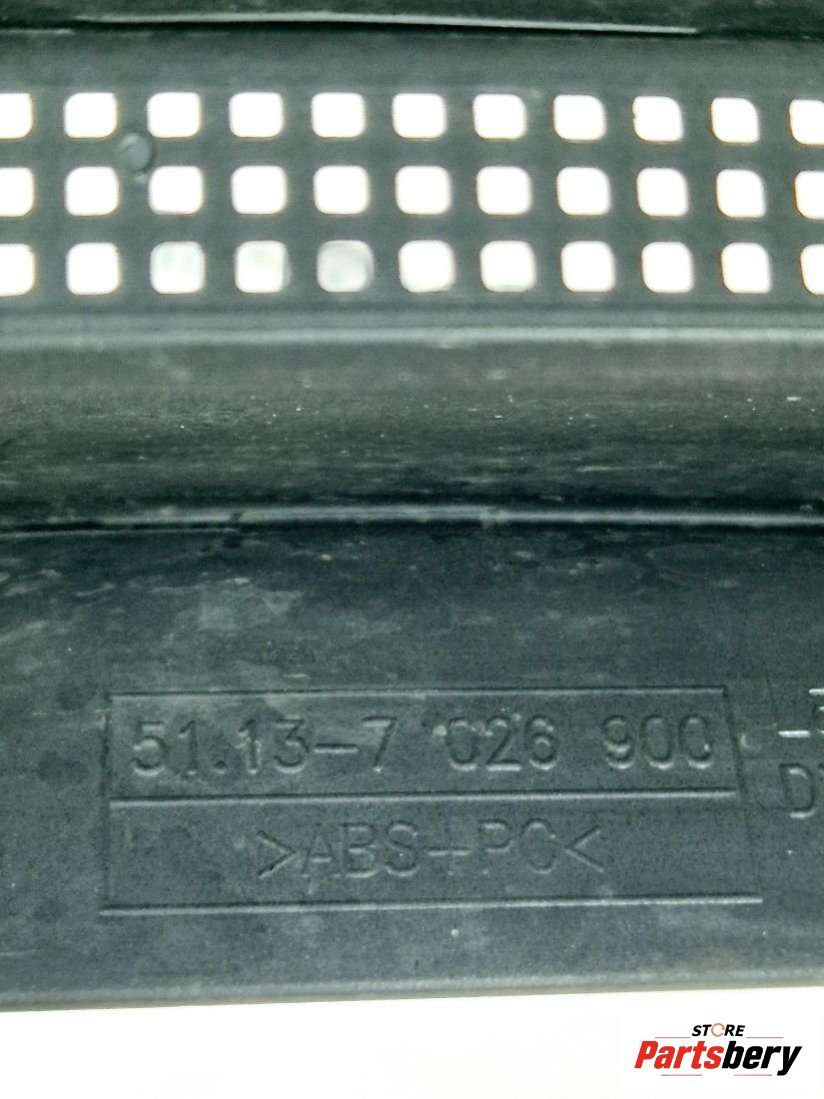 51.13-7 026 900
>ABS+PC<
STORE
Partsbery